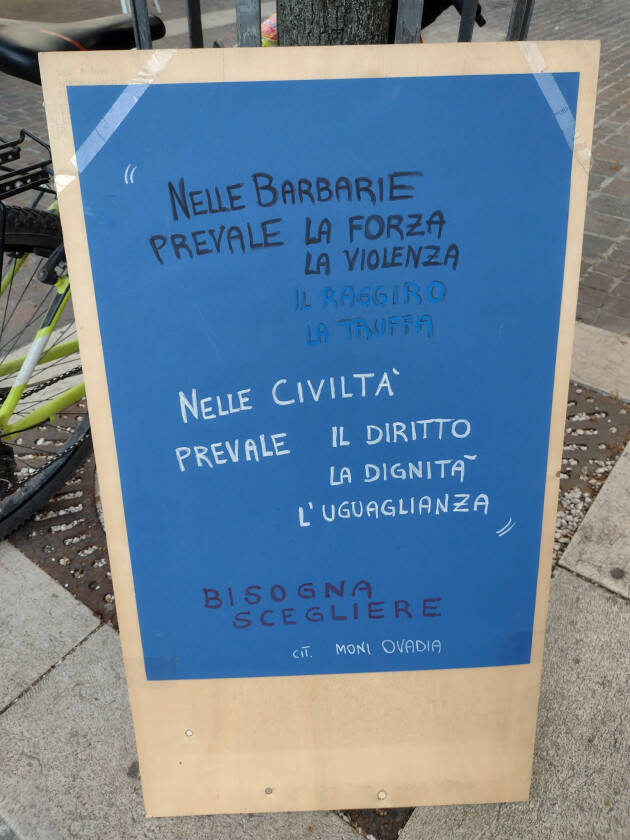 “ NELLE BARBARIE
PREVALE LA FORZA
LA VIOLENZA
IL RAGGIRO
LA TRUFFA
NELLE CIVILTÀ
PREVALE IL DIRITTO
LA DIGNITÀ
L'UGUAGLIANZA ”
BISOGNA
SCEGLIERE
CIT. MONI OVADIA